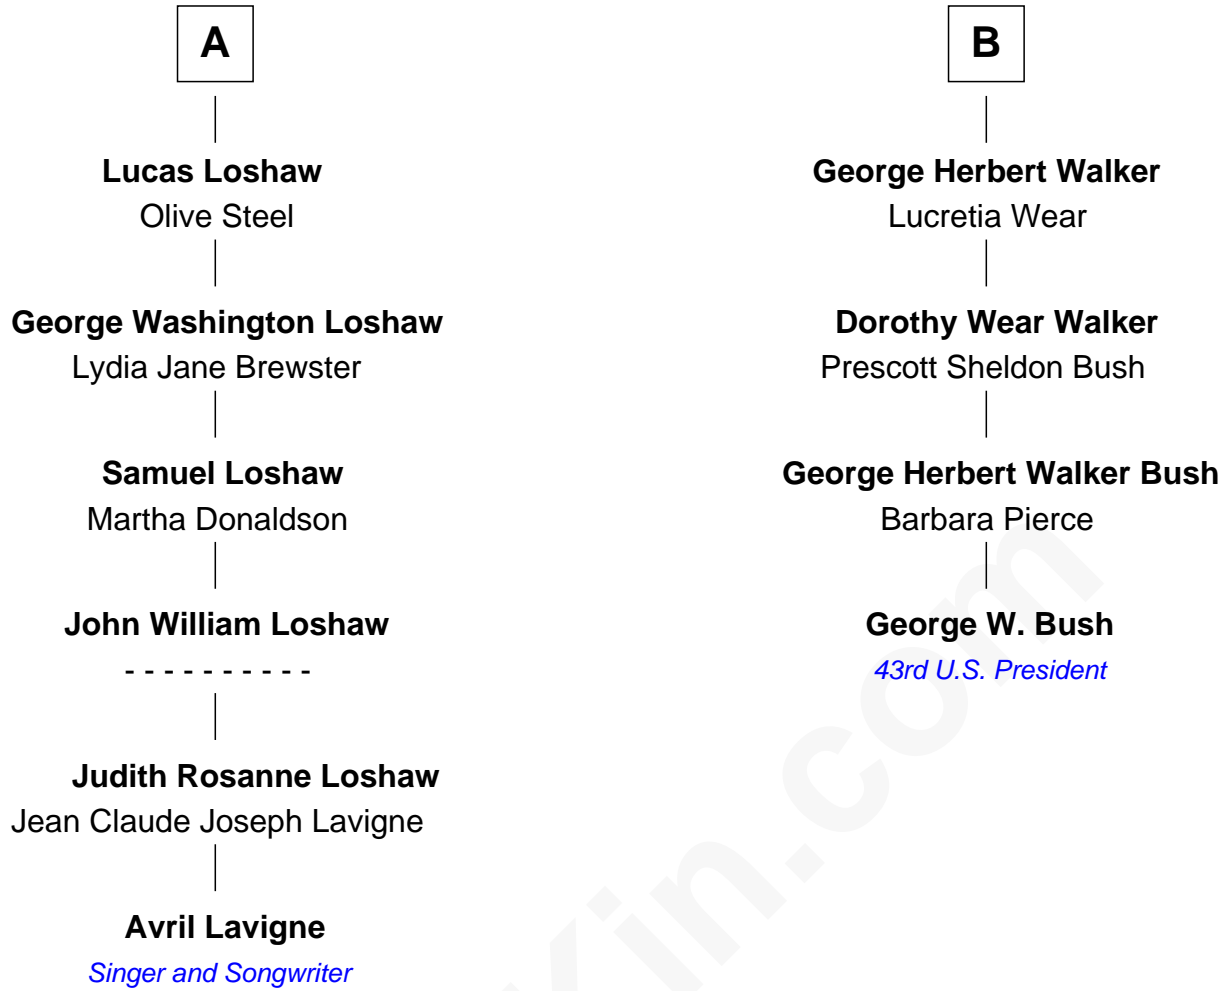 A
Lucas Loshaw
Olive Steel
George Washington Loshaw
Lydia Jane Brewster
Samuel Loshaw
Martha Donaldson
John William Loshaw
- - - - - - - - - -
Judith Rosanne Loshaw
Jean Claude Joseph Lavigne
Avril Lavigne
Singer and Songwriter
B
George Herbert Walker
Lucretia Wear
Dorothy Wear Walker
Prescott Sheldon Bush
George Herbert Walker Bush
Barbara Pierce
George W. Bush
43rd U.S. President